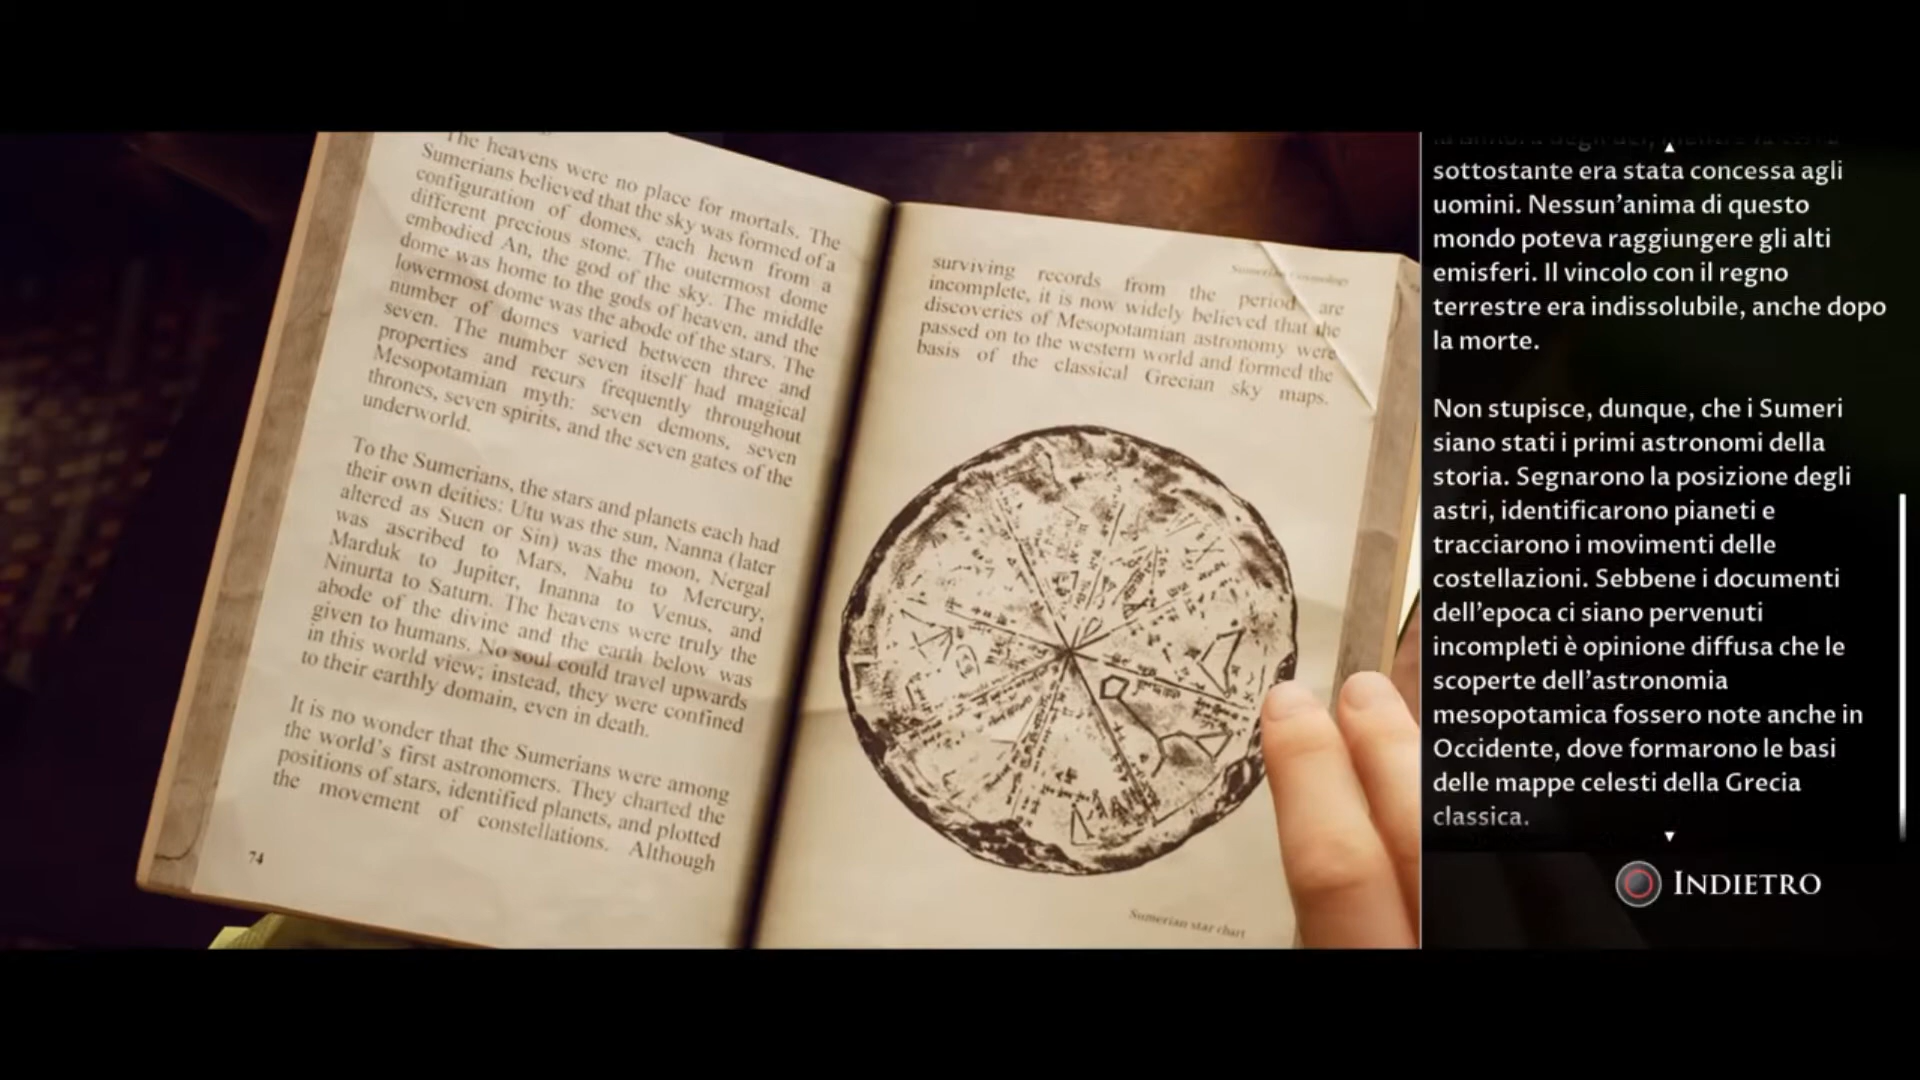 The heavens were no place for mortals. The
Sumerians believed that the sky was formed of a
configuration of domes, each hewn from a
different precious stone. The outermost dome
embodied An, the god of the sky. The middle
dome was home to the gods of heaven, and the
lowermost dome was the abode of the stars. The
number of domes varied between three and
seven. The number seven itself had magical
properties and recurs frequently throughout
Mesopotamian myth: seven demons, seven
thrones, seven spirits, and the seven gates of the
underworld.
To the Sumerians, the stars and planets each had
their own deities: Utu was the sun, Nanna (later
altered as Suen or Sin) was the moon, Nergal
was ascribed to Mars, Nabu to Mercury,
Marduk to Jupiter, Inanna to Venus, and
Ninurta to Saturn. The heavens were truly the
abode of the divine and the earth below was
given to humans. No soul could travel upwards
in this world view; instead, they were confined
to their earthly domain, even in death.
It is no wonder that the Sumerians were among
the world's first astronomers. They charted the
positions of stars, identified planets, and plotted
the movement of constellations. Although
74
Sumerian Cosmology
surviving records from the period are
incomplete, it is now widely believed that the
discoveries of Mesopotamian astronomy were
passed on to the western world and formed the
basis of the classical Grecian sky maps.
Sumerian star chart
sottostante era stata concessa agli
uomini. Nessun'anima di questo
mondo poteva raggiungere gli alti
emisferi. Il vincolo con il regno
terrestre era indissolubile, anche dopo
la morte.
Non stupisce, dunque, che i Sumeri
siano stati i primi astronomi della
storia. Segnarono la posizione degli
astri, identificarono pianeti e
tracciarono i movimenti delle
costellazioni. Sebbene i documenti
dell'epoca ci siano pervenuti
incompleti è opinione diffusa che le
scoperte dell'astronomia
mesopotamica fossero note anche in
Occidente, dove formarono le basi
delle mappe celesti della Grecia
classica.
INDIETRO